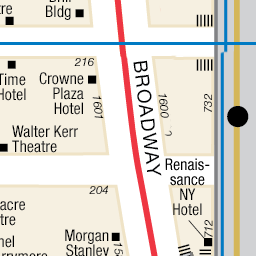 Bldg
tre
216
Time
Hotel
Crowne
Plaza
Hotel
1601
BROADWAY
1600
732
Walter Kerr
Theatre
Renais-
sance
NY
Hotel
204
712
acre
tre
Morgan
Stanley